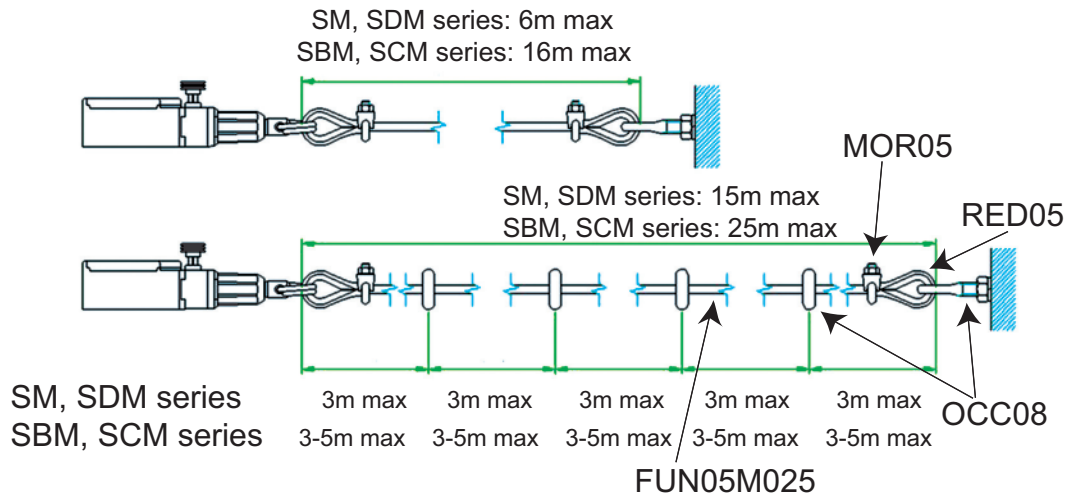 SM, SDM series: 6m max
SBM, SCM series: 16m max
MOR05
SM, SDM series: 15m max
SBM, SCM series: 25m max
RED05
SM, SDM series 3m max 3m max 3m max 3m max 3m max
OCC08
SBM, SCM series 3-5m max 3-5m max 3-5m max 3-5m max 3-5m max
FUN05M025